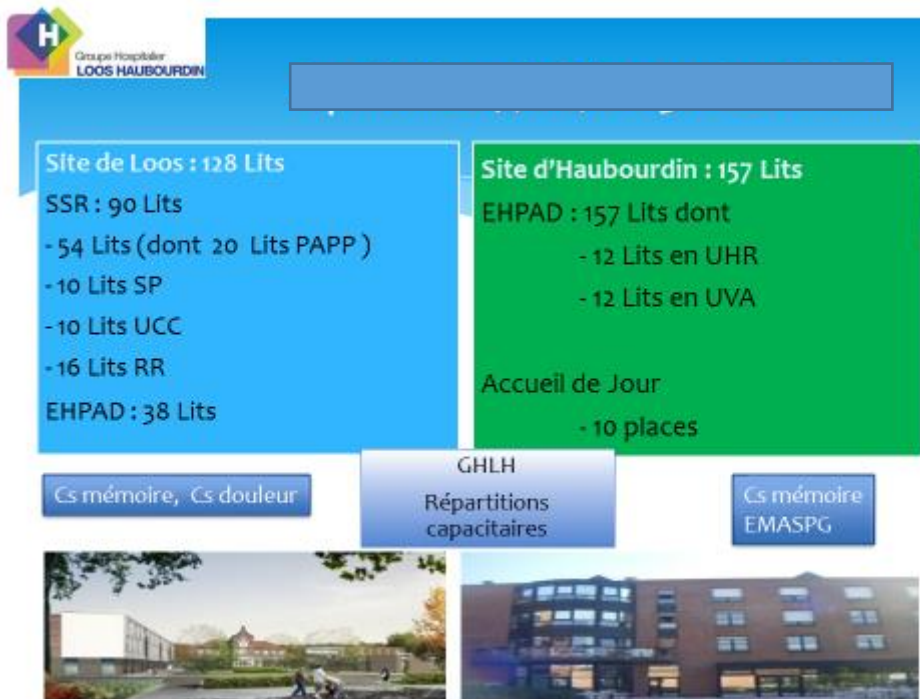 H
Groupe Hospitalier
LOOS HAUBOURDIN
Site de Loos : 128 Lits
SSR : 90 Lits
- 54 Lits (dont 20 Lits PAPP )
- 10 Lits SP
- 10 Lits UCC
- 16 Lits RR
EHPAD : 38 Lits
Site d'Haubourdin : 157 Lits
EHPAD : 157 Lits dont
- 12 Lits en UHR
- 12 Lits en UVA
Accueil de Jour
- 10 places
Cs mémoire, Cs douleur
GHLH
Répartitions
capacitaires
Cs mémoire
EMASPG